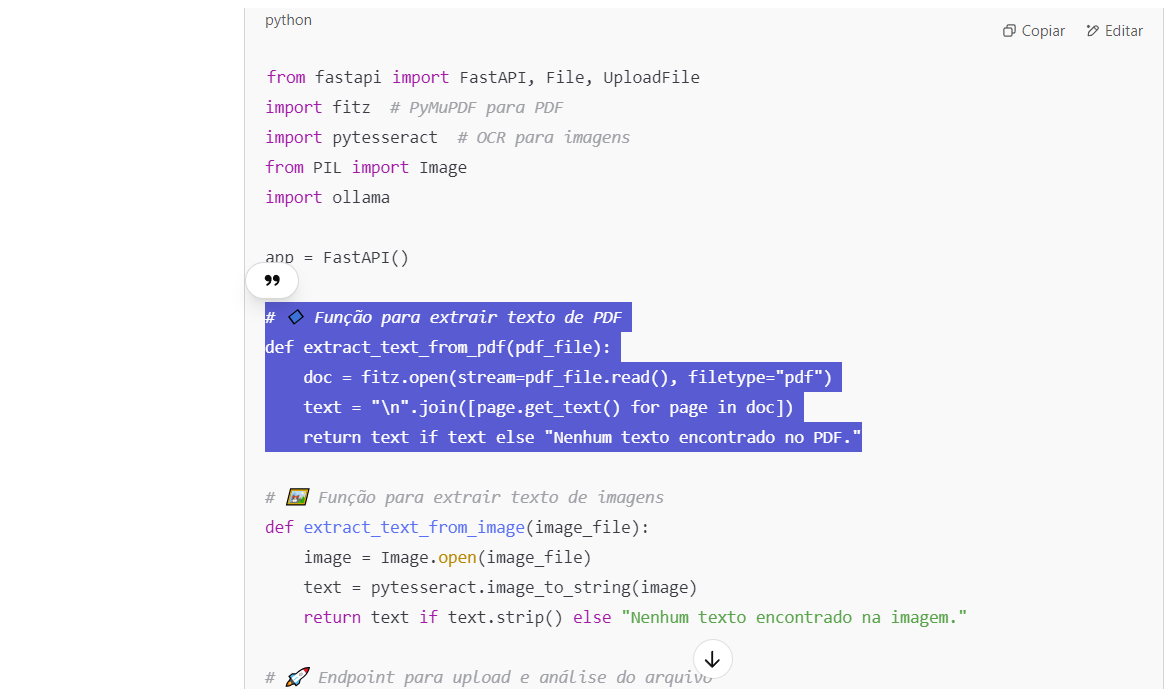 python
Copiar Editar
from fastapi import FastAPI, File, UploadFile
import fitz  # PyMuPDF para PDF
import pytesseract  # OCR para imagens
from PIL import Image
import ollama
app = FastAPI()
# 🔹 Função para extrair texto de PDF
def extract_text_from_pdf(pdf_file):
    doc = fitz.open(stream=pdf_file.read(), filetype="pdf")
    text = "\n".join([page.get_text() for page in doc])
    return text if text else "Nenhum texto encontrado no PDF."
# 🖼 Função para extrair texto de imagens
def extract_text_from_image(image_file):
    image = Image.open(image_file)
    text = pytesseract.image_to_string(image)
    return text if text.strip() else "Nenhum texto encontrado na imagem."
# 🚀 Endpoint para upload e análise do arquivo